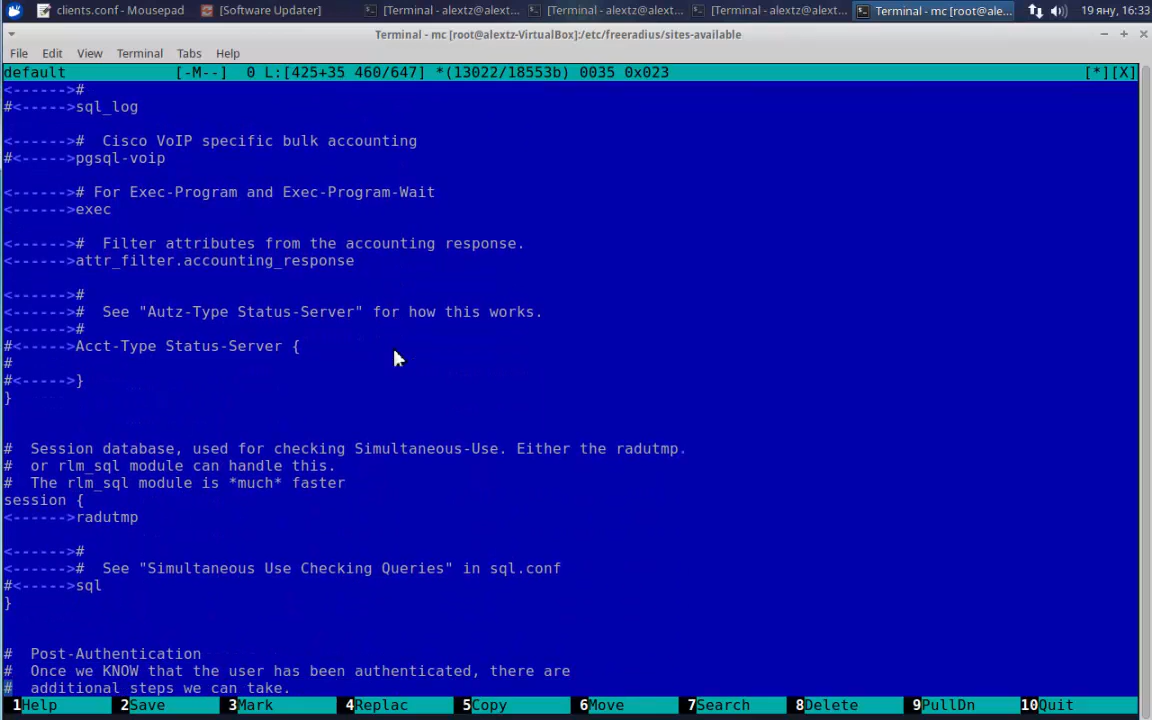 clients.conf - Mousepad
[Software Updater]
[Terminal - alextz@alext...
[Terminal - alextz@alext...
[Terminal - alextz@alext...
Terminal - mc [root@ale...
19 яну, 16:33
Terminal - mc [root@alextz-VirtualBox]:/etc/freeradius/sites-available
File Edit View Terminal Tabs Help
default [-M--] 0 L:[425+35 460/647] *(13022/18553b) 0035 0x023 [*][X]
<------>#
#<------>sql_log
<------>#  Cisco VoIP specific bulk accounting
#<------>pgsql-voip
<------># For Exec-Program and Exec-Program-Wait
<------>exec
<------>#  Filter attributes from the accounting response.
<------>attr_filter.accounting_response
<------>#
<------>#  See "Autz-Type Status-Server" for how this works.
<------>#
#<------>Acct-Type Status-Server {
#
#<------>}
}
#  Session database, used for checking Simultaneous-Use. Either the radutmp.
#  or rlm_sql module can handle this.
#  The rlm_sql module is *much* faster
session {
<------>radutmp
<------>#
<------>#  See "Simultaneous Use Checking Queries" in sql.conf
#<------>sql
}
#  Post-Authentication
#  Once we KNOW that the user has been authenticated, there are
#  additional steps we can take.
1Help 2Save 3Mark 4Replac 5Copy 6Move 7Search 8Delete 9PullDn 10Quit